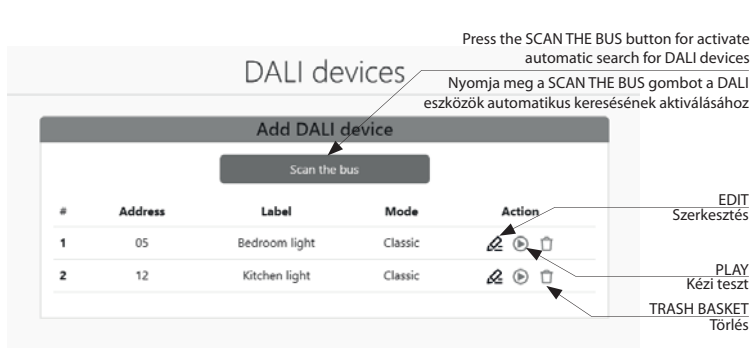 Press the SCAN THE BUS button for activate
automatic search for DALI devices
Nyomja meg a SCAN THE BUS gombot a DALI
eszközök automatikus keresésének aktiválásához
DALI devices
Add DALI device
Scan the bus
# Address Label Mode Action
1 05 Bedroom light Classic
2 12 Kitchen light Classic
EDIT
Szerkesztés
PLAY
Kézi teszt
TRASH BASKET
Törlés